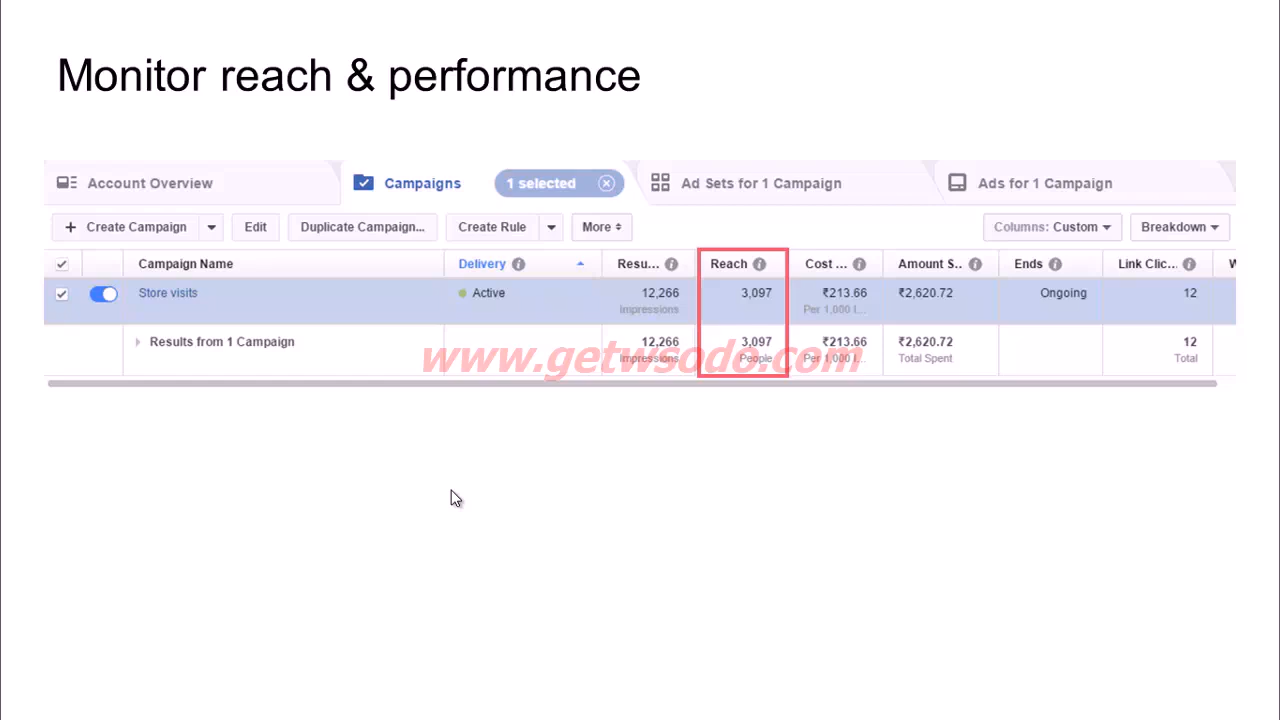 Monitor reach & performance
Account Overview Campaigns 1 selected Ad Sets for 1 Campaign Ads for 1 Campaign
+ Create Campaign Edit Duplicate Campaign... Create Rule More Columns: Custom Breakdown
Campaign Name Delivery Resu... Reach Cost ... Amount S.. Ends Link Clic... W
Store visits Active 12,266 3,097 ₹213.66 ₹2,620.72 Ongoing 12
Impressions Per 1,000 I...
Results from 1 Campaign 12,266 3,097 ₹213.66 ₹2,620.72 12
Impressions People Per 1,000 I... Total Spent Total
www.getwsodo.com